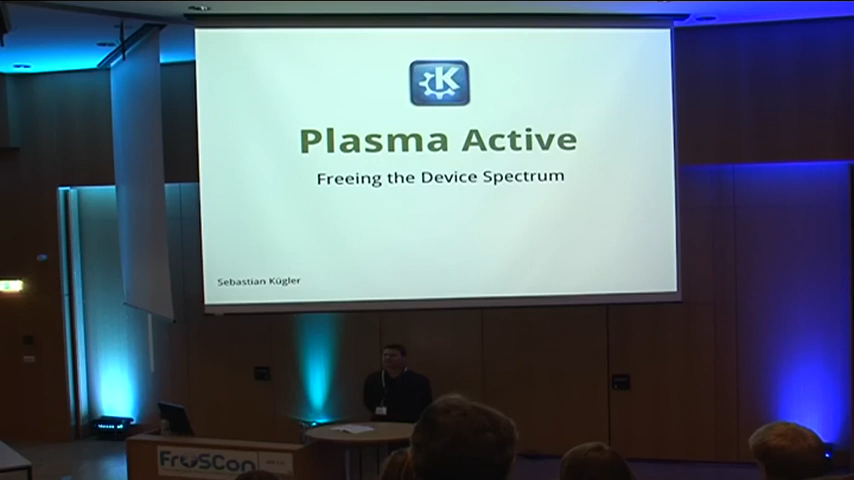 K
Plasma Active
Freeing the Device Spectrum
Sebastian Kügler
FrOSCon